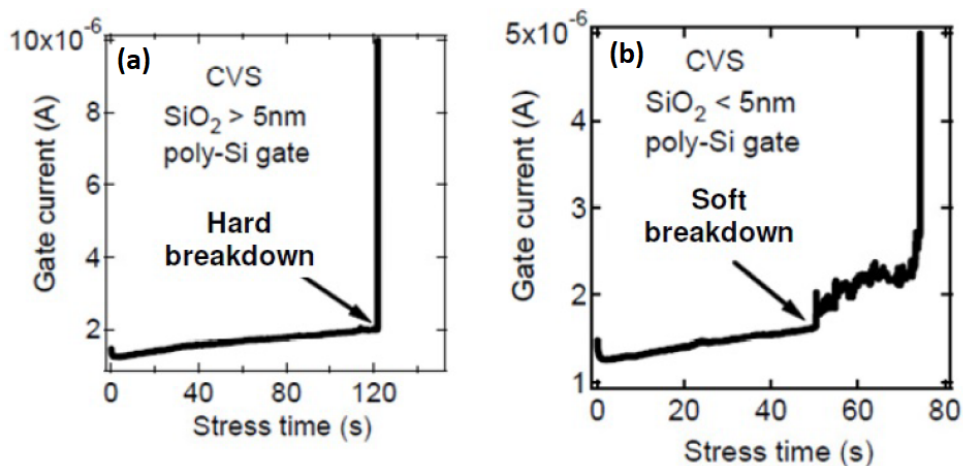 10x10⁻⁶
(a)
CVS
SiO₂ > 5nm
poly-Si gate
8
6
4
2
Gate current (A)
Hard
breakdown
0
40
80
120
Stress time (s)
5x10⁻⁶
(b)
CVS
SiO₂ < 5nm
poly-Si gate
4
3
2
1
Gate current (A)
Soft
breakdown
0
20
40
60
80
Stress time (s)